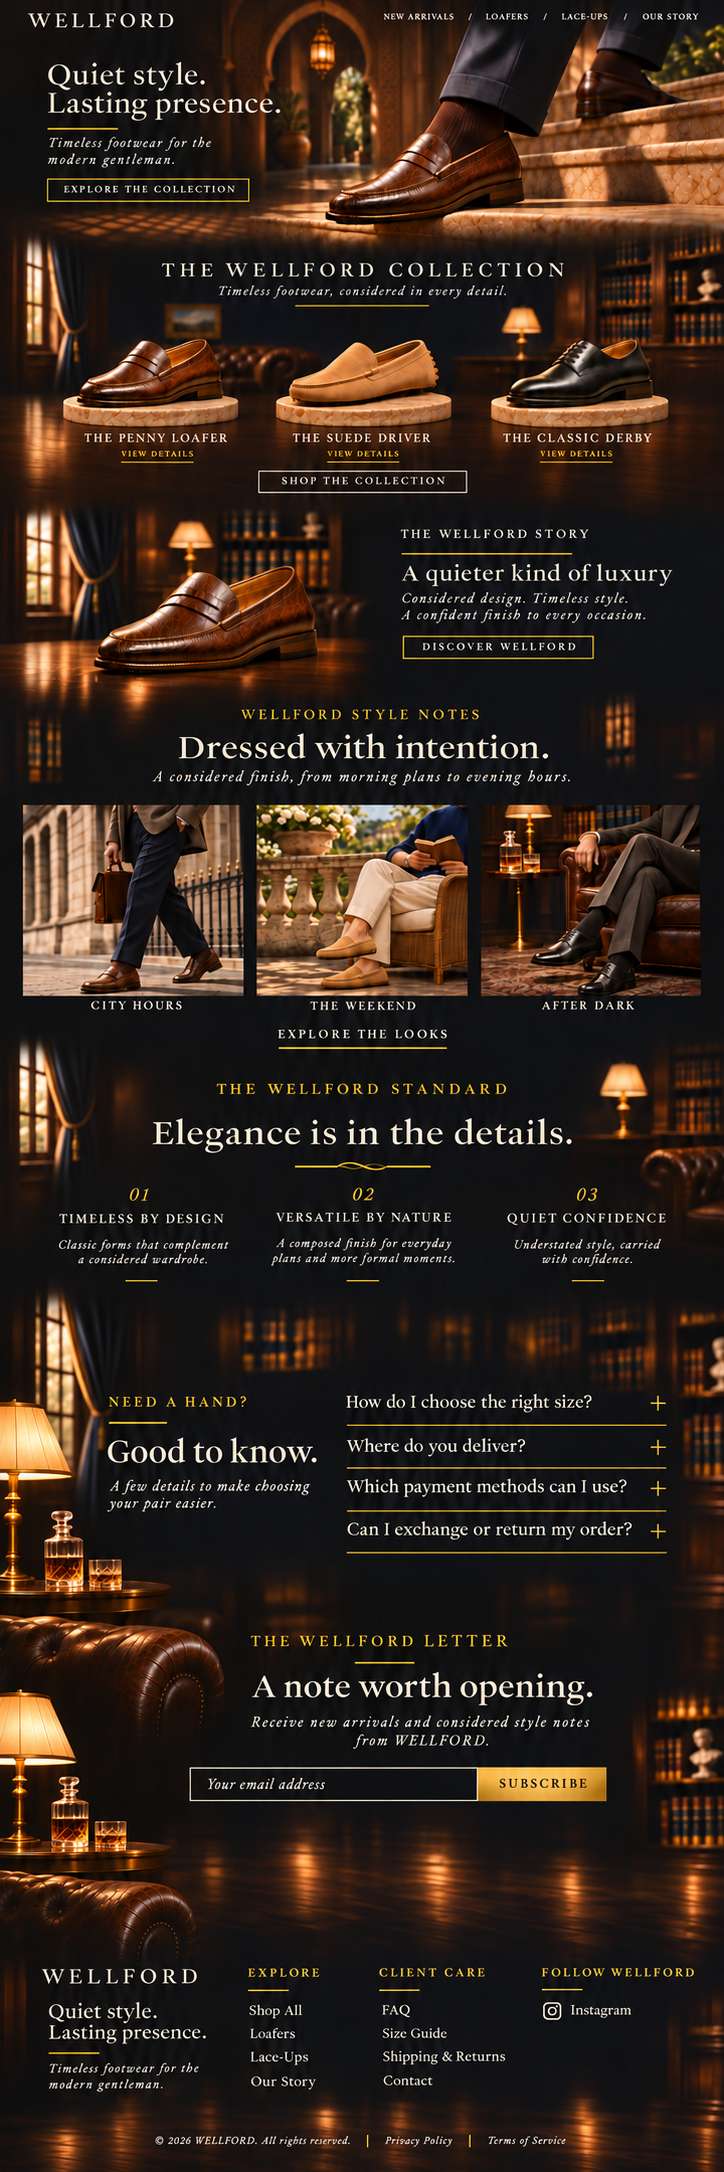 WELLFORD
NEW ARRIVALS / LOAFERS / LACE-UPS / OUR STORY
Quiet style.
Lasting presence.
Timeless footwear for the
modern gentleman.
EXPLORE THE COLLECTION
THE WELLFORD COLLECTION
Timeless footwear, considered in every detail.
THE PENNY LOAFER
VIEW DETAILS
THE SUEDE DRIVER
VIEW DETAILS
THE CLASSIC DERBY
VIEW DETAILS
SHOP THE COLLECTION
THE WELLFORD STORY
A quieter kind of luxury
Considered design. Timeless style.
A confident finish to every occasion.
DISCOVER WELLFORD
WELLFORD STYLE NOTES
Dressed with intention.
A considered finish, from morning plans to evening hours.
CITY HOURS
THE WEEKEND
AFTER DARK
EXPLORE THE LOOKS
THE WELLFORD STANDARD
Elegance is in the details.
01
TIMELESS BY DESIGN
Classic forms that complement
a considered wardrobe.
02
VERSATILE BY NATURE
A composed finish for everyday
plans and more formal moments.
03
QUIET CONFIDENCE
Understated style, carried
with confidence.
NEED A HAND?
Good to know.
A few details to make choosing
your pair easier.
How do I choose the right size? +
Where do you deliver? +
Which payment methods can I use? +
Can I exchange or return my order? +
THE WELLFORD LETTER
A note worth opening.
Receive new arrivals and considered style notes
from WELLFORD.
Your email address
SUBSCRIBE
WELLFORD
Quiet style.
Lasting presence.
Timeless footwear for the
modern gentleman.
EXPLORE
Shop All
Loafers
Lace-Ups
Our Story
CLIENT CARE
FAQ
Size Guide
Shipping & Returns
Contact
FOLLOW WELLFORD
Instagram
© 2026 WELLFORD. All rights reserved. | Privacy Policy | Terms of Service